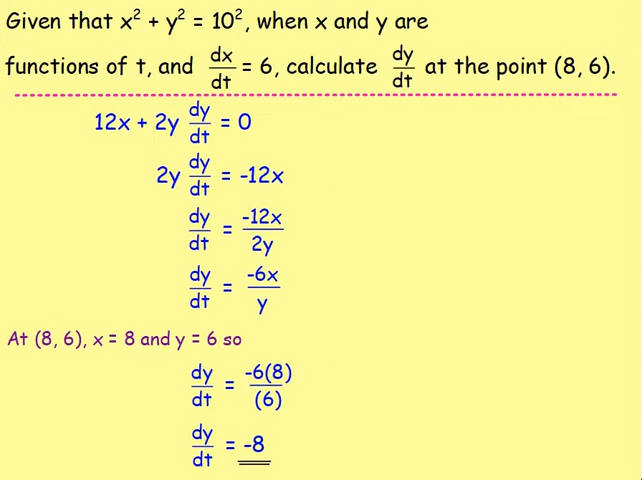 Given that x² + y² = 10², when x and y are
functions of t, and dx/dt = 6, calculate dy/dt at the point (8, 6).
12x + 2y dy/dt = 0
2y dy/dt = -12x
dy/dt = -12x/2y
dy/dt = -6x/y
At (8, 6), x = 8 and y = 6 so
dy/dt = -6(8)/(6)
dy/dt = -8